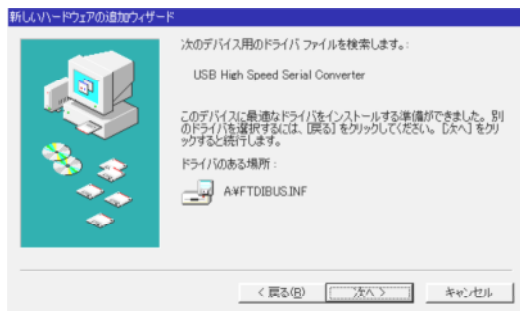 新しいハードウェアの追加ウィザード
次のデバイス用のドライバ ファイルを検索します。:
USB High Speed Serial Converter
このデバイスに最適なドライバをインストールする準備ができました。別
のドライバを選択するには、[戻る] をクリックしてください。[次へ] をクリ
ックすると続行します。
ドライバのある場所 :
A:¥FTDIBUS.INF
< 戻る(B)
次へ >
キャンセル